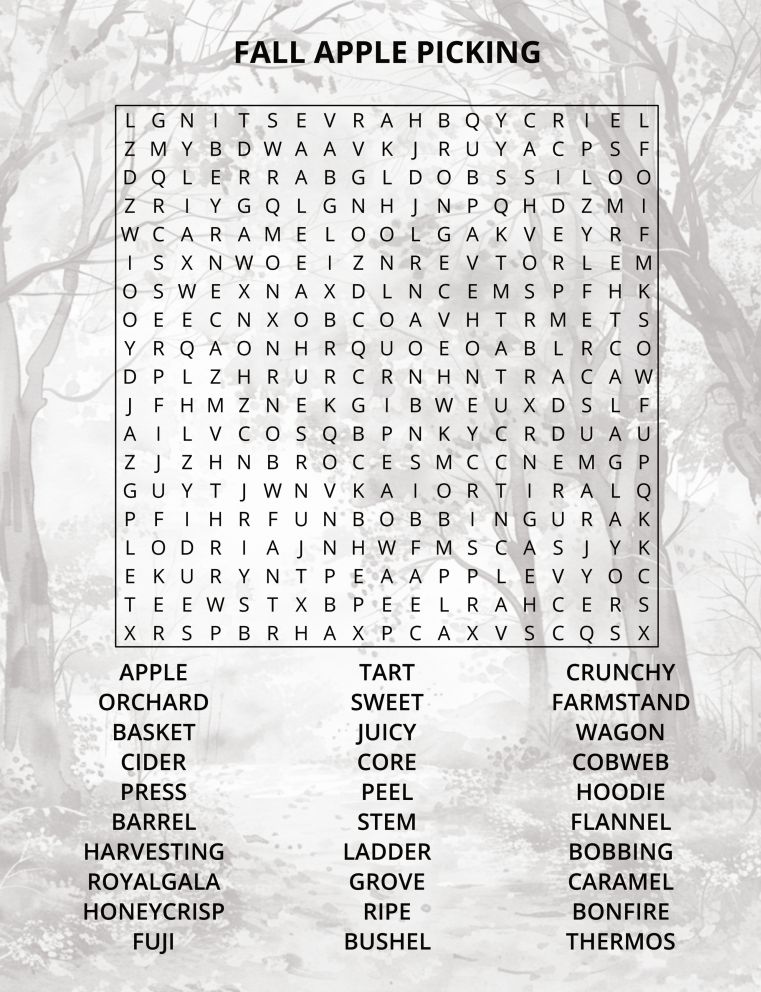 FALL APPLE PICKING
L G N I T S E V R A H B Q Y C R I E L
Z M Y B D W A A V K J R U Y A C P S F
D Q L E R R A B G L D O B S S I L O O
Z R I Y G Q L G N H J N P Q H D Z M I
W C A R A M E L O O L G A K V E Y R F
I S X N W O E I Z N R E V T O R L E M
O S W E X N A X D L N C E M S P F H K
O E E C N X O B C O A V H T R M E T S
Y R Q A O N H R Q U O E O A B L R C O
D P L Z H R U R C R N H N T R A C A W
J F H M Z N E K G I B W E U X D S L F
A I L V C O S Q B P N K Y C R D U A U
Z J Z H N B R O C E S M C C N E M G P
G U Y T J W N V K A I O R T I R A L Q
P F I H R F U N B O B B I N G U R A K
L O D R I A J N H W F M S C A S J Y K
E K U R Y N T P E A A P P L E V Y O C
T E E W S T X B P E E L R A H C E R S
X R S P B R H A X P C A X V S C Q S X
APPLE TART CRUNCHY
ORCHARD SWEET FARMSTAND
BASKET JUICY WAGON
CIDER CORE COBWEB
PRESS PEEL HOODIE
BARREL STEM FLANNEL
HARVESTING LADDER BOBBING
ROYALGALA GROVE CARAMEL
HONEYCRISP RIPE BONFIRE
FUJI BUSHEL THERMOS